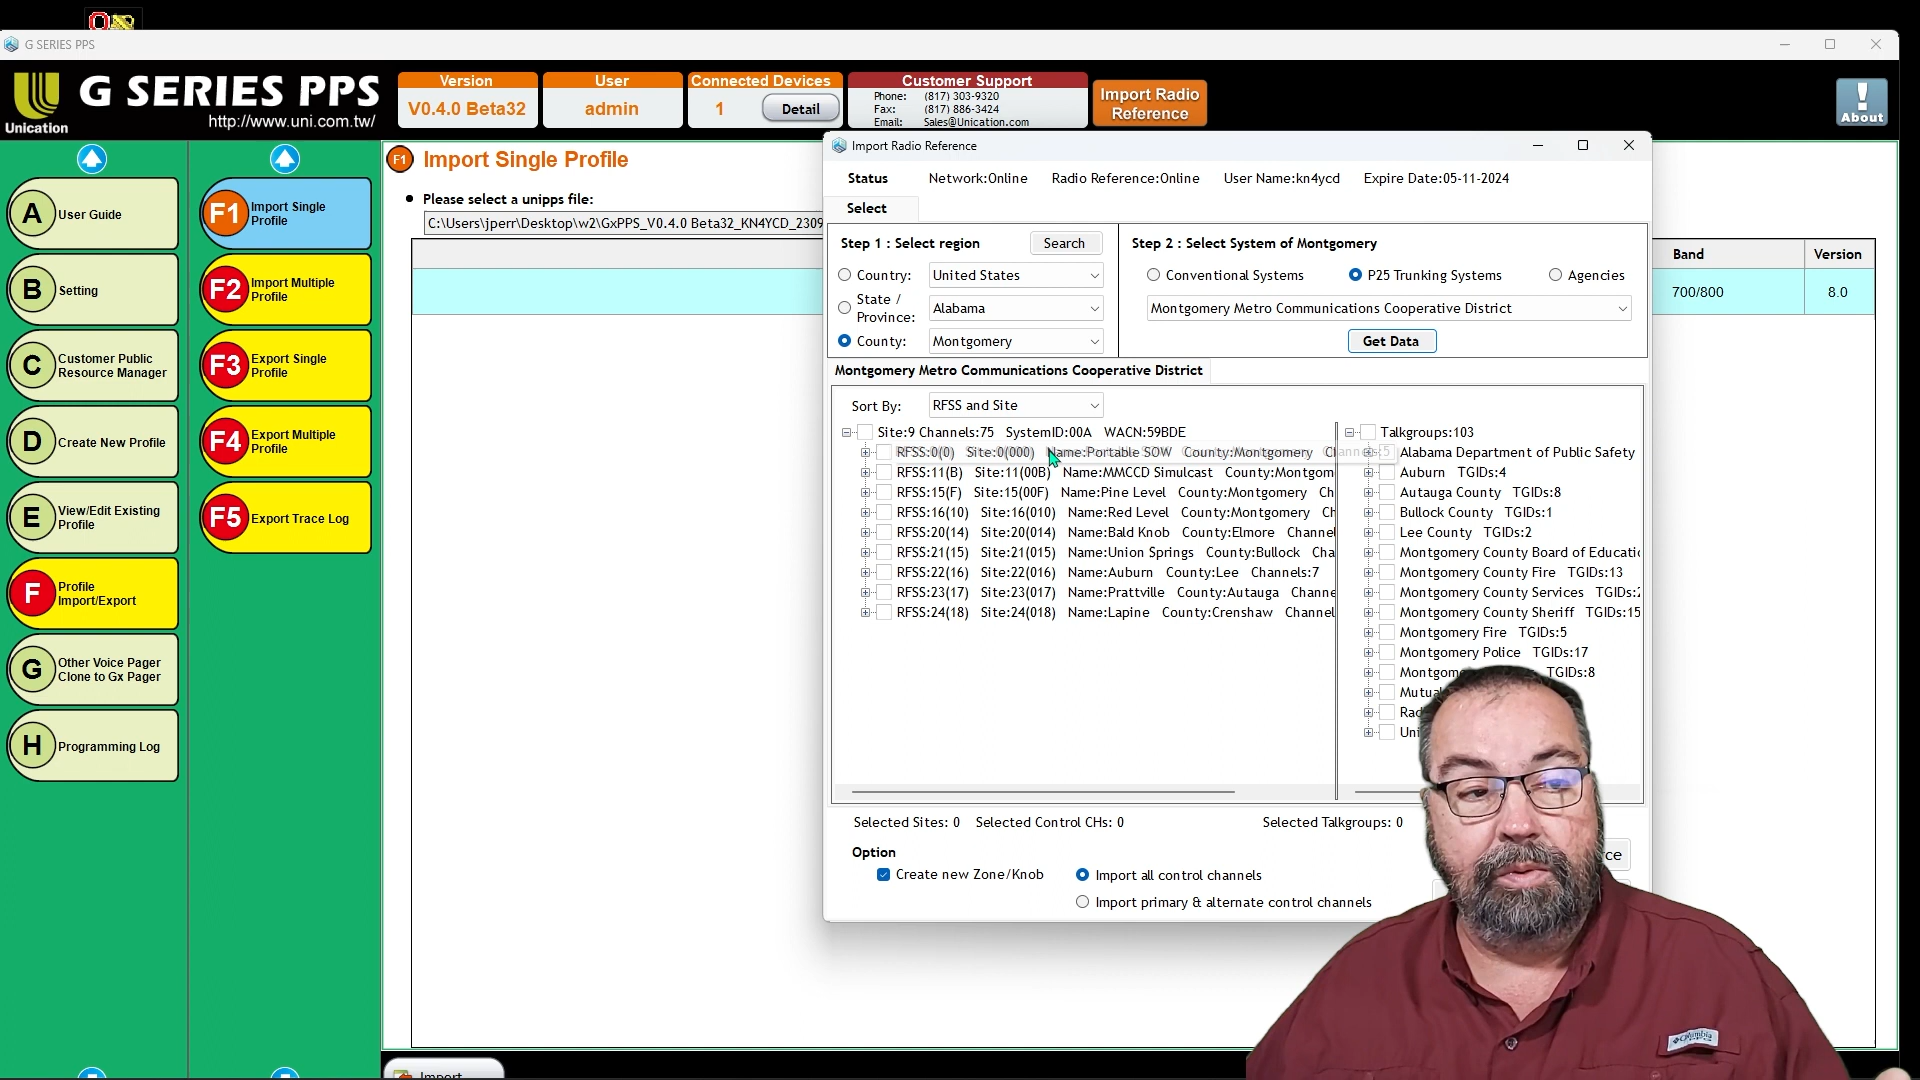 G SERIES PPS
Unication
G SERIES PPS
http://www.uni.com.tw/
Version
V0.4.0 Beta32
User
admin
Connected Devices
1
Detail
Customer Support
Phone: (817) 303-9320
Fax: (817) 886-3424
Email: Sales@Unication.com
Import Radio
Reference
About
A User Guide
B Setting
C Customer Public
Resource Manager
D Create New Profile
E View/Edit Existing
Profile
F Profile
Import/Export
G Other Voice Pager
Clone to Gx Pager
H Programming Log
F1 Import Single
Profile
F2 Import Multiple
Profile
F3 Export Single
Profile
F4 Export Multiple
Profile
F5 Export Trace Log
F1 Import Single Profile
Please select a unipps file:
C:\Users\jperr\Desktop\w2\GxPPS_V0.4.0 Beta32_KN4YCD_2309
Band
Version
700/800
8.0
Import
Import Radio Reference
Status
Network:Online
Radio Reference:Online
User Name:kn4ycd
Expire Date:05-11-2024
Select
Step 1 : Select region
Search
Country: United States
State /
Province: Alabama
County: Montgomery
Step 2 : Select System of Montgomery
Conventional Systems
P25 Trunking Systems
Agencies
Montgomery Metro Communications Cooperative District
Get Data
Montgomery Metro Communications Cooperative District
Sort By: RFSS and Site
Site:9 Channels:75 SystemID:00A WACN:59BDE
RFSS:0(0) Site:0(000) Name:Portable SOW County:Montgomery Channels:5
RFSS:11(B) Site:11(00B) Name:MMCCD Simulcast County:Montgom
RFSS:15(F) Site:15(00F) Name:Pine Level County:Montgomery Ch
RFSS:16(10) Site:16(010) Name:Red Level County:Montgomery Ch
RFSS:20(14) Site:20(014) Name:Bald Knob County:Elmore Channel
RFSS:21(15) Site:21(015) Name:Union Springs County:Bullock Cha
RFSS:22(16) Site:22(016) Name:Auburn County:Lee Channels:7
RFSS:23(17) Site:23(017) Name:Prattville County:Autauga Channe
RFSS:24(18) Site:24(018) Name:Lapine County:Crenshaw Channel
Talkgroups:103
Alabama Department of Public Safety
Auburn TGIDs:4
Autauga County TGIDs:8
Bullock County TGIDs:1
Lee County TGIDs:2
Montgomery County Board of Educatic
Montgomery County Fire TGIDs:13
Montgomery County Services TGIDs:2
Montgomery County Sheriff TGIDs:15
Montgomery Fire TGIDs:5
Montgomery Police TGIDs:17
Montgom TGIDs:8
Mutual
Rad
Uni
Selected Sites: 0 Selected Control CHs: 0
Selected Talkgroups: 0
Option
Create new Zone/Knob
Import all control channels
Import primary & alternate control channels
ce
Columbia